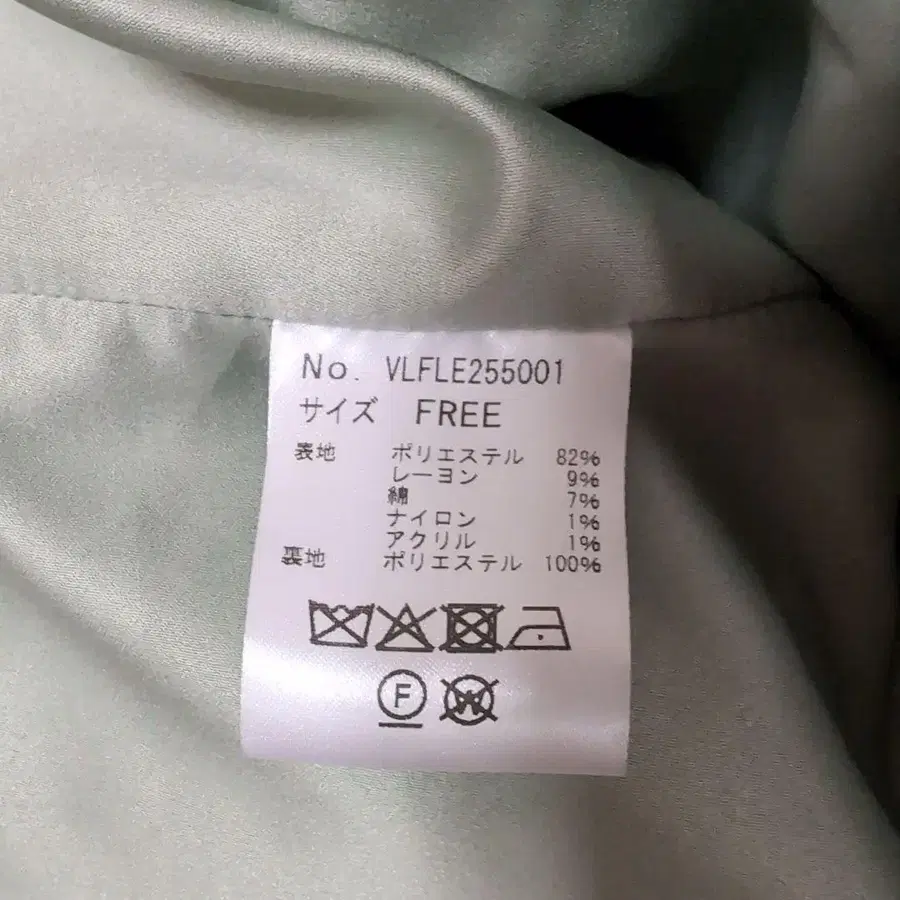 No. VLFLE255001
サイズ FREE
表地 ポリエステル 82%
レーヨン 9%
綿 7%
ナイロン 1%
アクリル 1%
裏地 ポリエステル 100%
F W